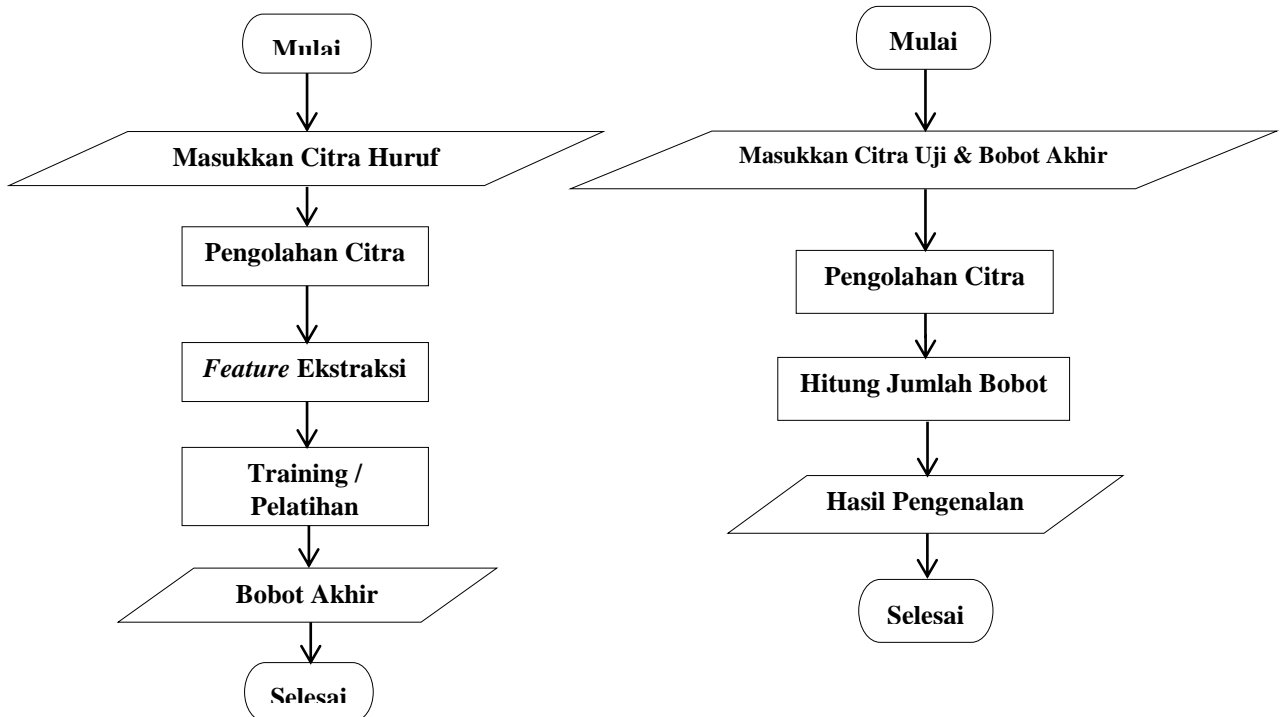 Mulai
Masukkan Citra Huruf
Pengolahan Citra
Feature Ekstraksi
Training /
Pelatihan
Bobot Akhir
Selesai
Mulai
Masukkan Citra Uji & Bobot Akhir
Pengolahan Citra
Hitung Jumlah Bobot
Hasil Pengenalan
Selesai